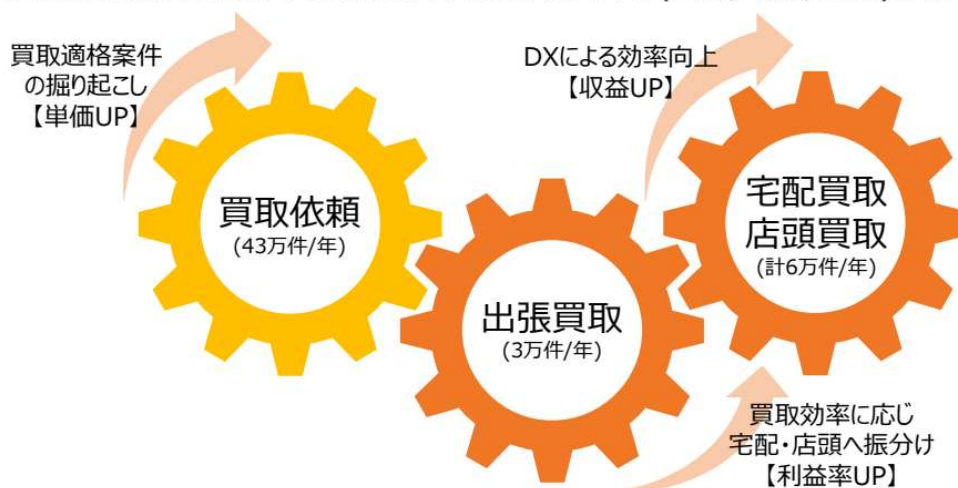 買取適格案件
の掘り起こし
【単価UP】
DXによる効率向上
【収益UP】
買取依頼
(43万件/年)
宅配買取
店頭買取
(計6万件/年)
出張買取
(3万件/年)
買取効率に応じ
宅配・店頭へ振分け
【利益率UP】